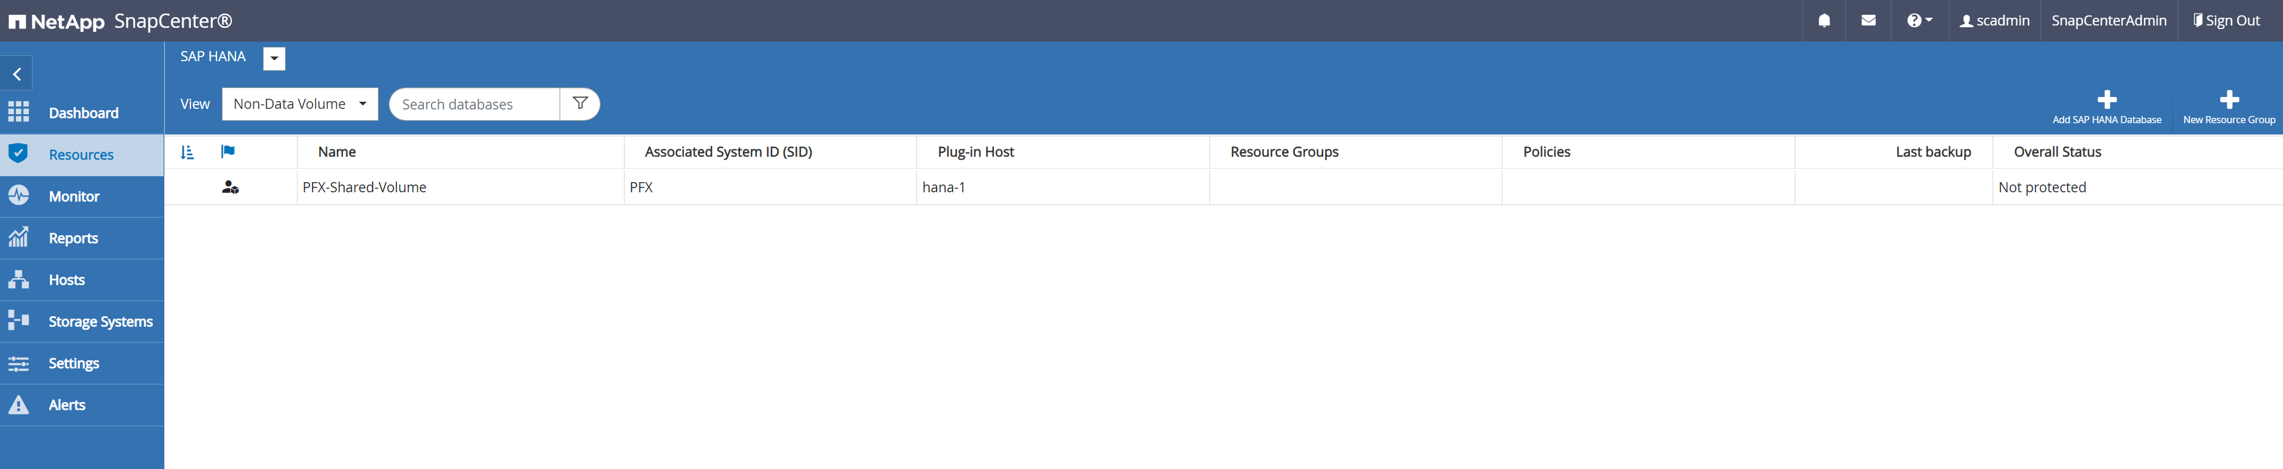 NetApp SnapCenter®
scadmin SnapCenterAdmin Sign Out
SAP HANA
View Non-Data Volume Search databases
Add SAP HANA Database New Resource Group
Dashboard
Resources
Monitor
Reports
Hosts
Storage Systems
Settings
Alerts
Name Associated System ID (SID) Plug-in Host Resource Groups Policies Last backup Overall Status
PFX-Shared-Volume PFX hana-1 Not protected